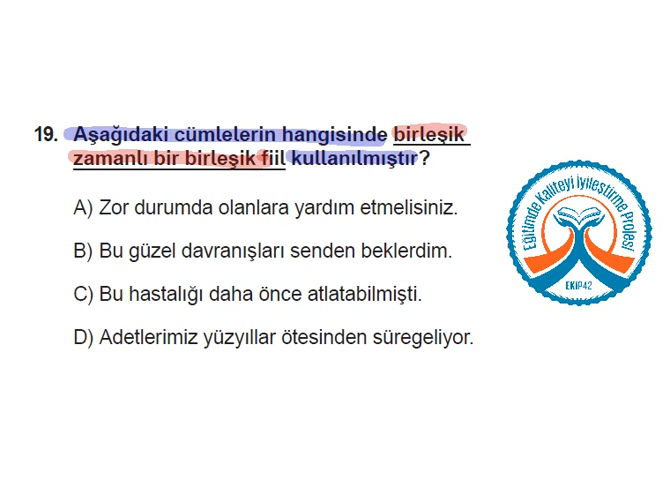 19. Aşağıdaki cümlelerin hangisinde birleşik
zamanlı bir birleşik fiil kullanılmıştır?
A) Zor durumda olanlara yardım etmelisiniz.
B) Bu güzel davranışları senden beklerdim.
C) Bu hastalığı daha önce atlatabilmişti.
D) Adetlerimiz yüzyıllar ötesinden süregeliyor.
Eğitimde Kaliteyi İyileştirme Projesi
EKİP42